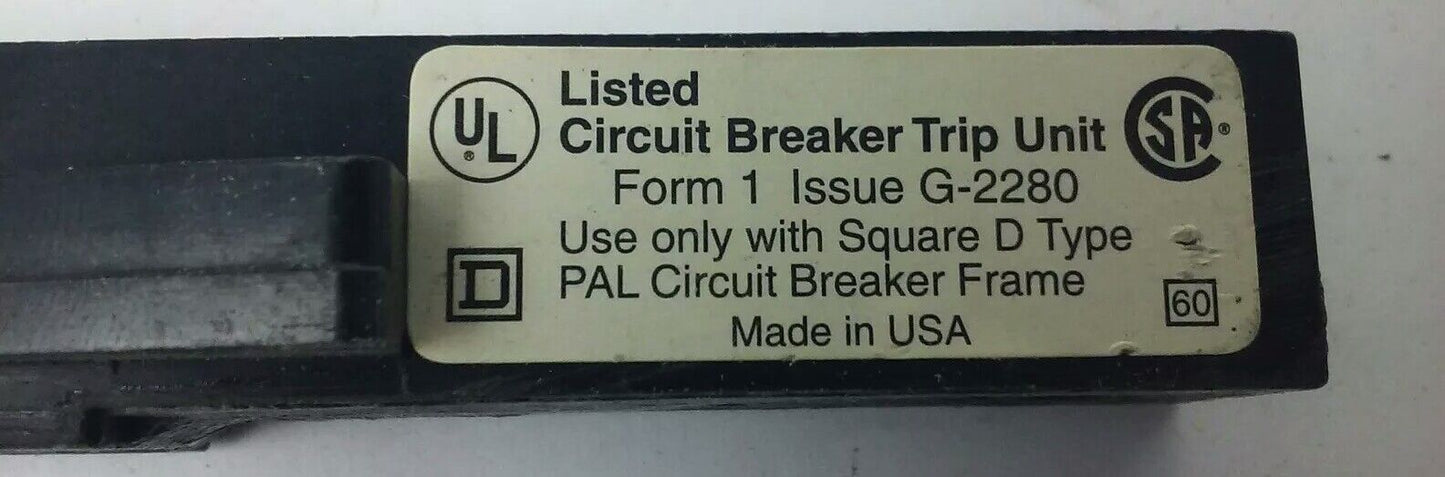 UL®
Listed
Circuit Breaker Trip Unit
CSA®
Form 1 Issue G-2280
Use only with Square D Type
D
PAL Circuit Breaker Frame
60
Made in USA